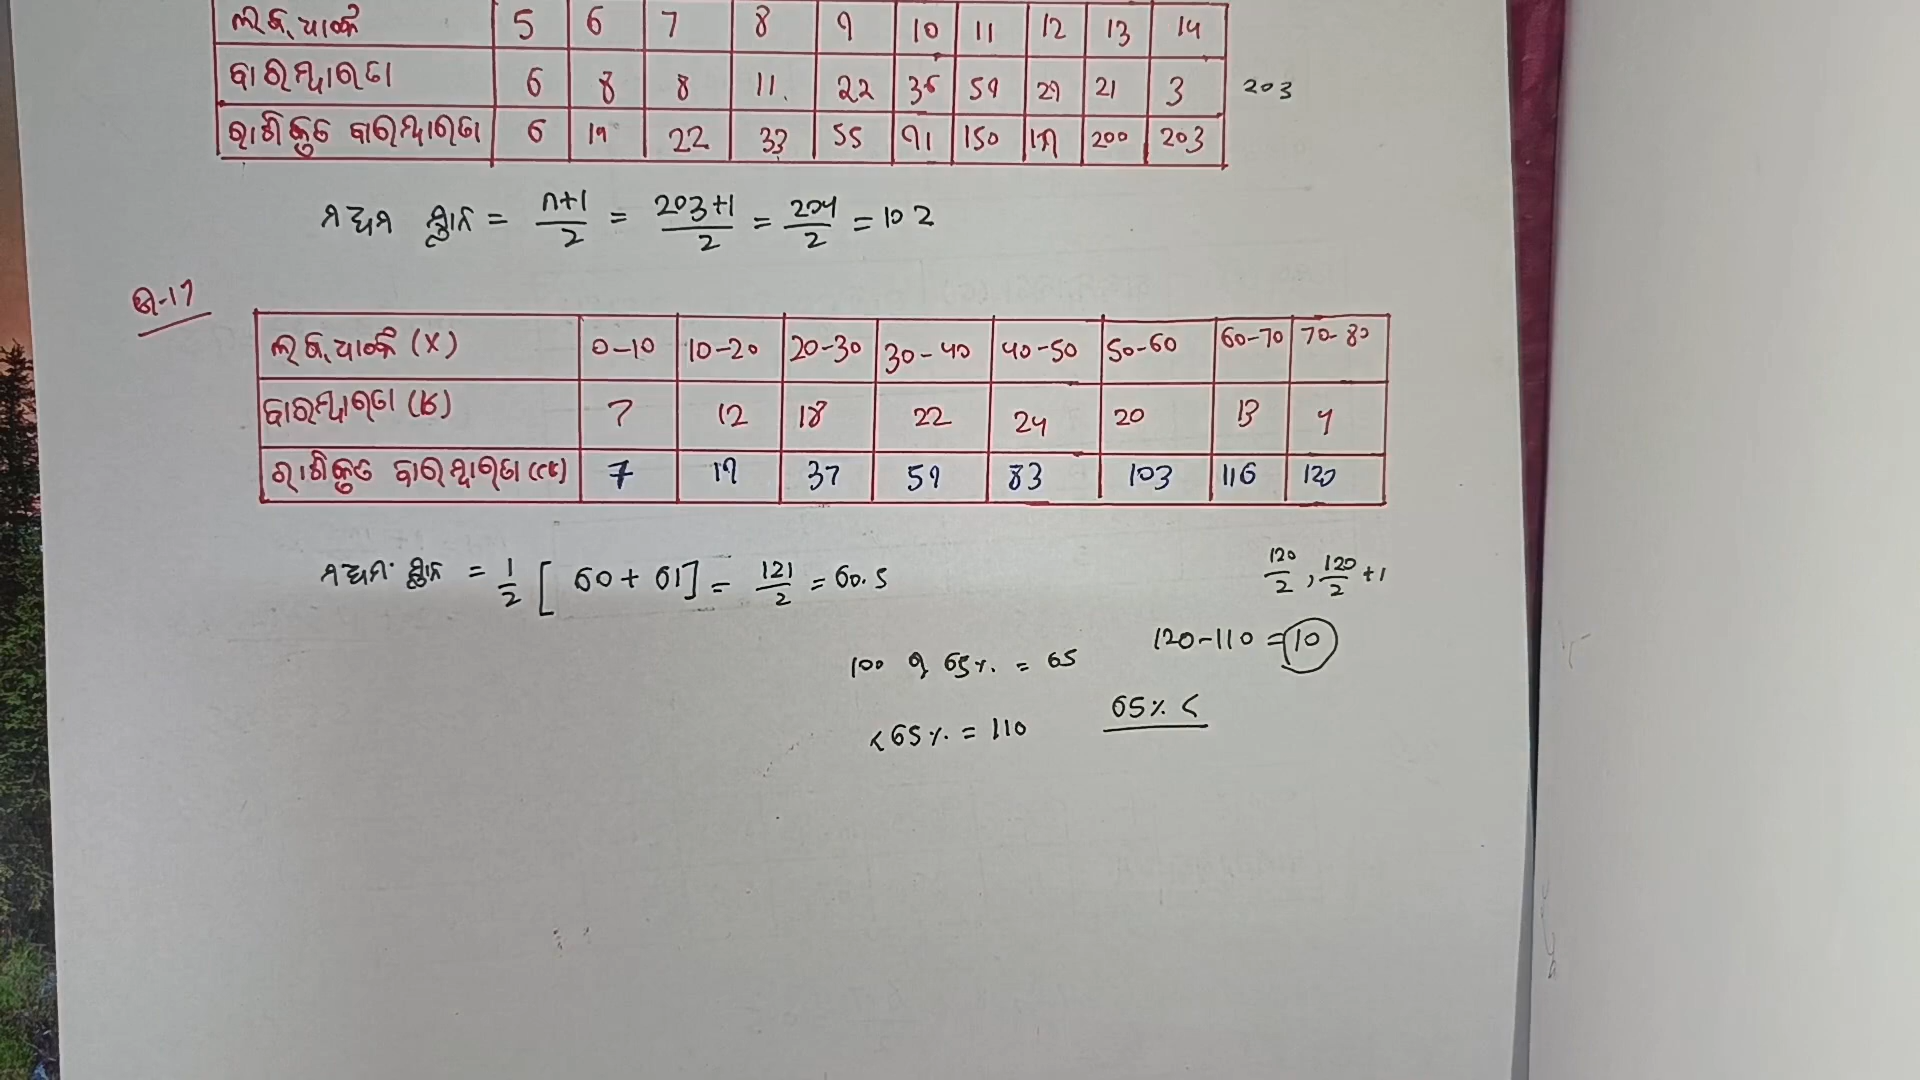 ଲବ୍ଧାଙ୍କ 5 6 7 8 9 10 11 12 13 14
ବାରମ୍ବାରତା 6 8 8 11. 22 36 59 29 21 3 203
ରାଶିକୃତ ବାରମ୍ବାରତା 6 19 22 33 55 91 150 179 200 203
ମଧ୍ୟମ ସ୍ଥାନ = n+1/2 = 203+1/2 = 204/2 = 102
ଉ-17
ଲବ୍ଧାଙ୍କ (X) 0-10 10-20 20-30 30-40 40-50 50-60 60-70 70-80
ବାରମ୍ବାରତା (f) 7 12 18 22 24 20 13 4
ରାଶିକୃତ ବାରମ୍ବାରତା (cf) 7 19 37 59 83 103 116 120
ମଧ୍ୟମ ସ୍ଥାନ = 1/2 [ 60 + 61 ] = 121/2 = 60.5
120/2 , 120/2 +1
120-110 = 10
100 ରୁ 65% = 65
65% <
< 65% = 110